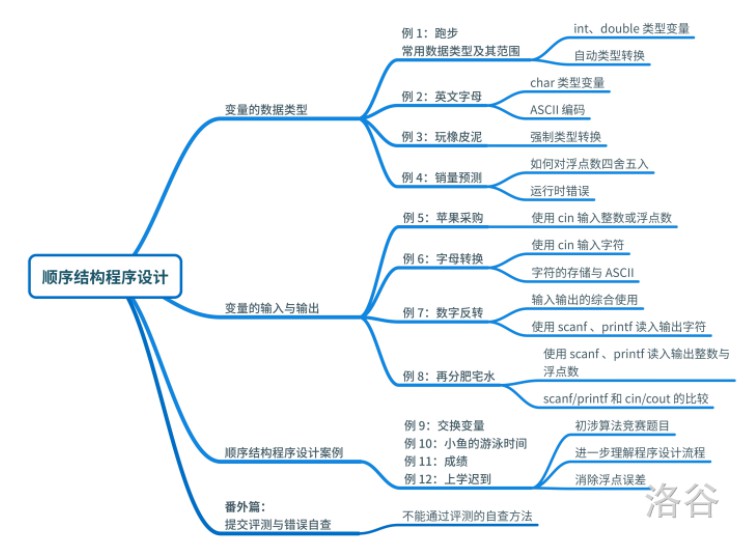 顺序结构程序设计
变量的数据类型
例 1：跑步
常用数据类型及其范围
int、double 类型变量
自动类型转换
例 2：英文字母
char 类型变量
ASCII 编码
例 3：玩橡皮泥
强制类型转换
例 4：销量预测
如何对浮点数四舍五入
运行时错误
变量的输入与输出
例 5：苹果采购
使用 cin 输入整数或浮点数
例 6：字母转换
使用 cin 输入字符
字符的存储与 ASCII
例 7：数字反转
输入输出的综合使用
使用 scanf 、printf 读入输出字符
例 8：再分肥宅水
使用 scanf 、printf 读入输出整数与
浮点数
scanf/printf 和 cin/cout 的比较
顺序结构程序设计案例
例 9：交换变量
例 10：小鱼的游泳时间
例 11：成绩
例 12：上学迟到
初涉算法竞赛题目
进一步理解程序设计流程
消除浮点误差
番外篇：
提交评测与错误自查
不能通过评测的自查方法
洛谷